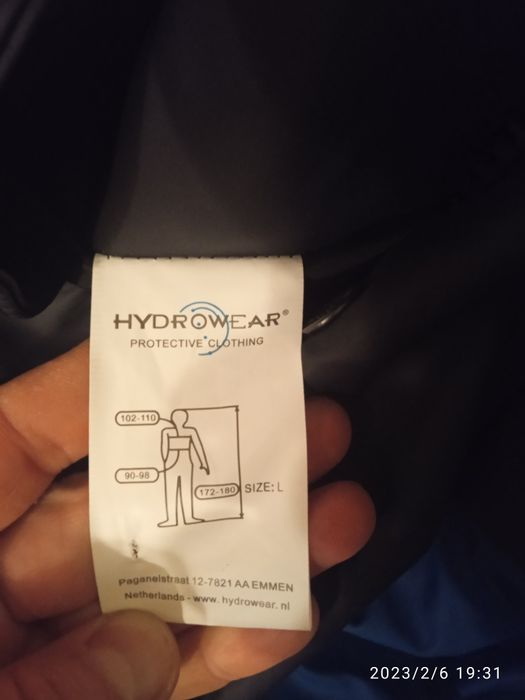 HYDROWEAR®
PROTECTIVE CLOTHING
102-110
90-98
172-180 SIZE: L
Paganelstraat 12-7821 AA EMMEN
Netherlands - www.hydrowear.nl
2023/2/6 19:31